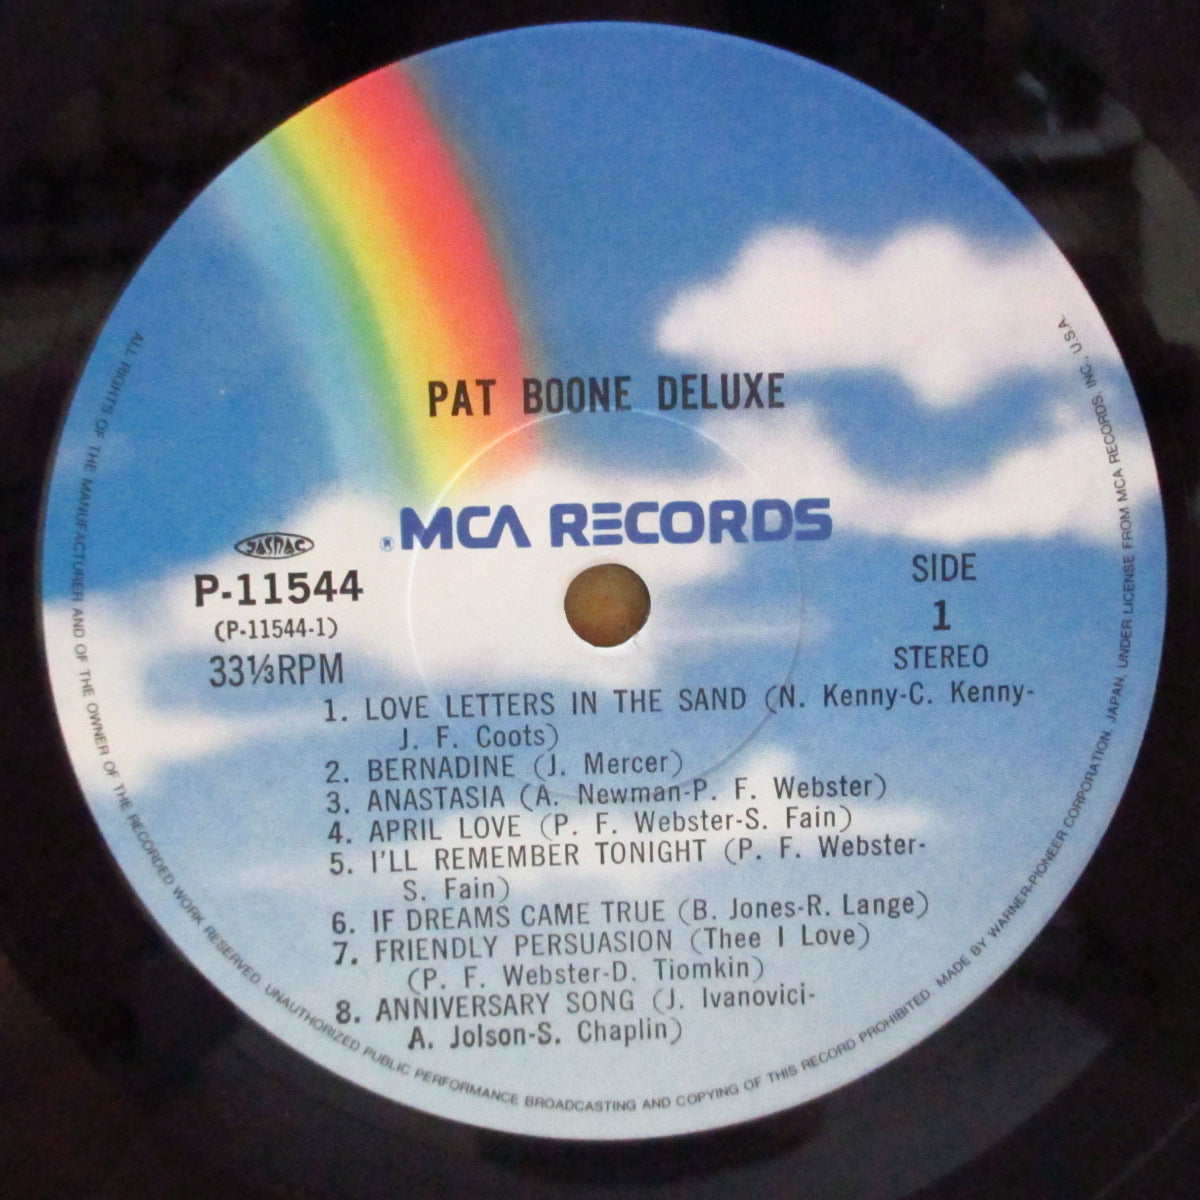 PAT BOONE DELUXE
® MCA RECORDS
JASRAC
P-11544
(P-11544-1)
33⅓RPM
SIDE
1
STEREO
1. LOVE LETTERS IN THE SAND (N. Kenny-C. Kenny-
J. F. Coots)
2. BERNADINE (J. Mercer)
3. ANASTASIA (A. Newman-P. F. Webster)
4. APRIL LOVE (P. F. Webster-S. Fain)
5. I'LL REMEMBER TONIGHT (P. F. Webster-
S. Fain)
6. IF DREAMS CAME TRUE (B. Jones-R. Lange)
7. FRIENDLY PERSUASION (Thee I Love)
(P. F. Webster-D. Tiomkin)
8. ANNIVERSARY SONG (J. Ivanovici-
A. Jolson-S. Chaplin)
ALL RIGHTS OF THE MANUFACTURER AND OF THE OWNER OF THE RECORDED WORK RESERVED. UNAUTHORIZED PUBLIC PERFORMANCE BROADCASTING AND COPYING OF THIS RECORD PROHIBITED. MADE BY WARNER-PIONEER CORPORATION, JAPAN, UNDER LICENSE FROM MCA RECORDS, INC., U.S.A.